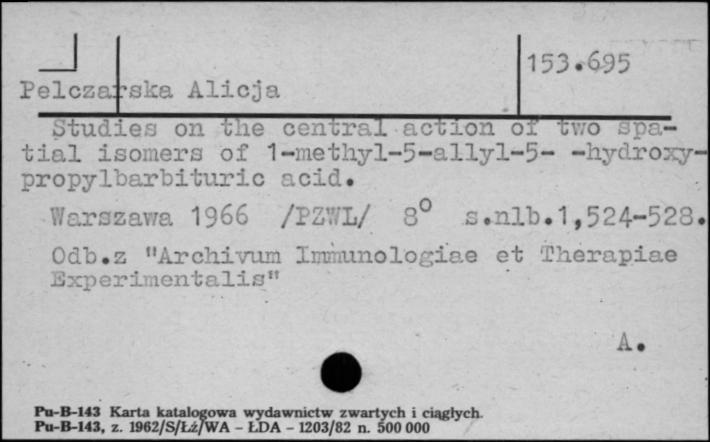 153.695
Pelczarska Alicja
Studies on the central action of two spa-
tial isomers of 1-methyl-5-allyl-5- -hydroxy-
propylbarbituric acid.
Warszawa 1966 /PZWL/ 8° s.nlb.1,524-528.
Odb.z "Archivum Immunologiae et Therapiae
Experimentalis"
A.
Pu-B-143 Karta katalogowa wydawnictw zwartych i ciągłych.
Pu-B-143, z. 1962/S/Łż/WA - ŁDA - 1203/82 n. 500 000